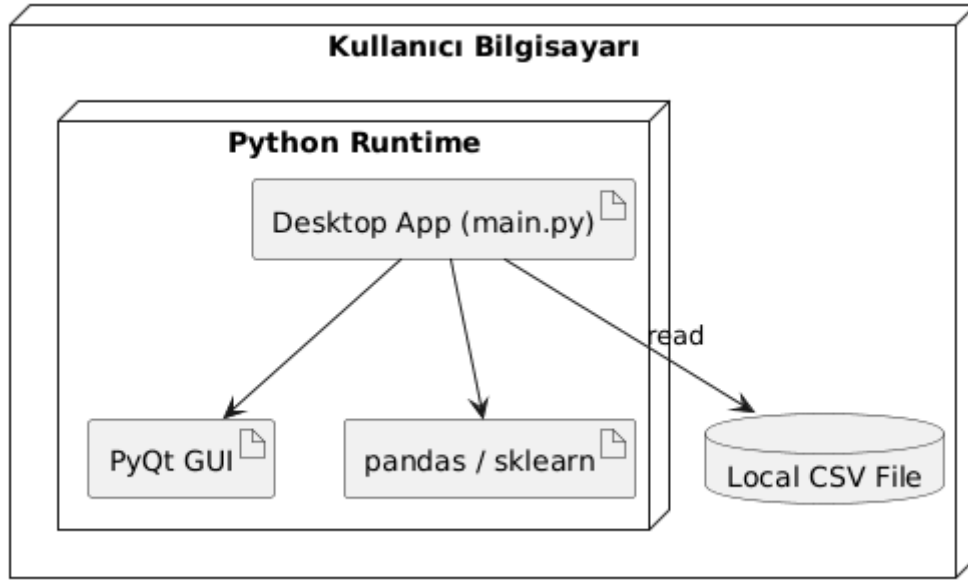 Kullanıcı Bilgisayarı
Python Runtime
Desktop App (main.py)
read
PyQt GUI
pandas / sklearn
Local CSV File